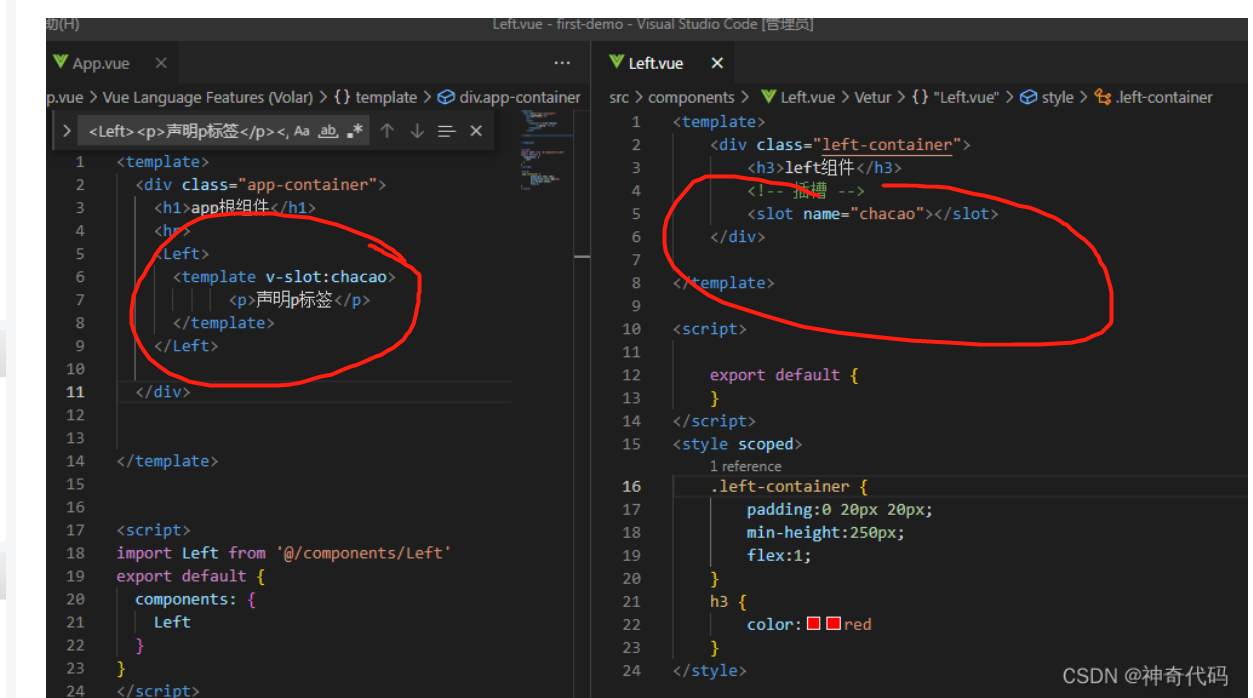 助(H)
Left.vue - first-demo - Visual Studio Code [管理员]
App.vue
p.vue > Vue Language Features (Volar) > {} template > div.app-container
<Left><p>声明p标签</p><, Aa ab .*
1 <template>
2 <div class="app-container">
3 <h1>app根组件</h1>
4 <hr>
5 <Left>
6 <template v-slot:chacao>
7 <p>声明p标签</p>
8 </template>
9 </Left>
10
11 </div>
12
13
14 </template>
15
16
17 <script>
18 import Left from '@/components/Left'
19 export default {
20 components: {
21 Left
22 }
23 }
24 </script>
Left.vue
src > components > Left.vue > Vetur > {} "Left.vue" > style > .left-container
1 <template>
2 <div class="left-container">
3 <h3>left组件</h3>
4 <!-- 插槽 -->
5 <slot name="chacao"></slot>
6 </div>
7
8 </template>
9
10 <script>
11
12 export default {
13 }
14 </script>
15 <style scoped>
1 reference
16 .left-container {
17 padding:0 20px 20px;
18 min-height:250px;
19 flex:1;
20 }
21 h3 {
22 color:red
23 }
24 </style>
CSDN @神奇代码